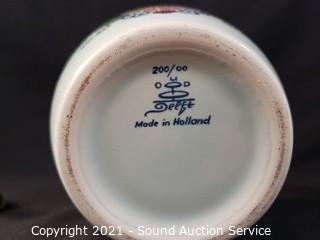 200/00
O M D
Delft
Made in Holland
Copyright 2021 - Sound Auction Service